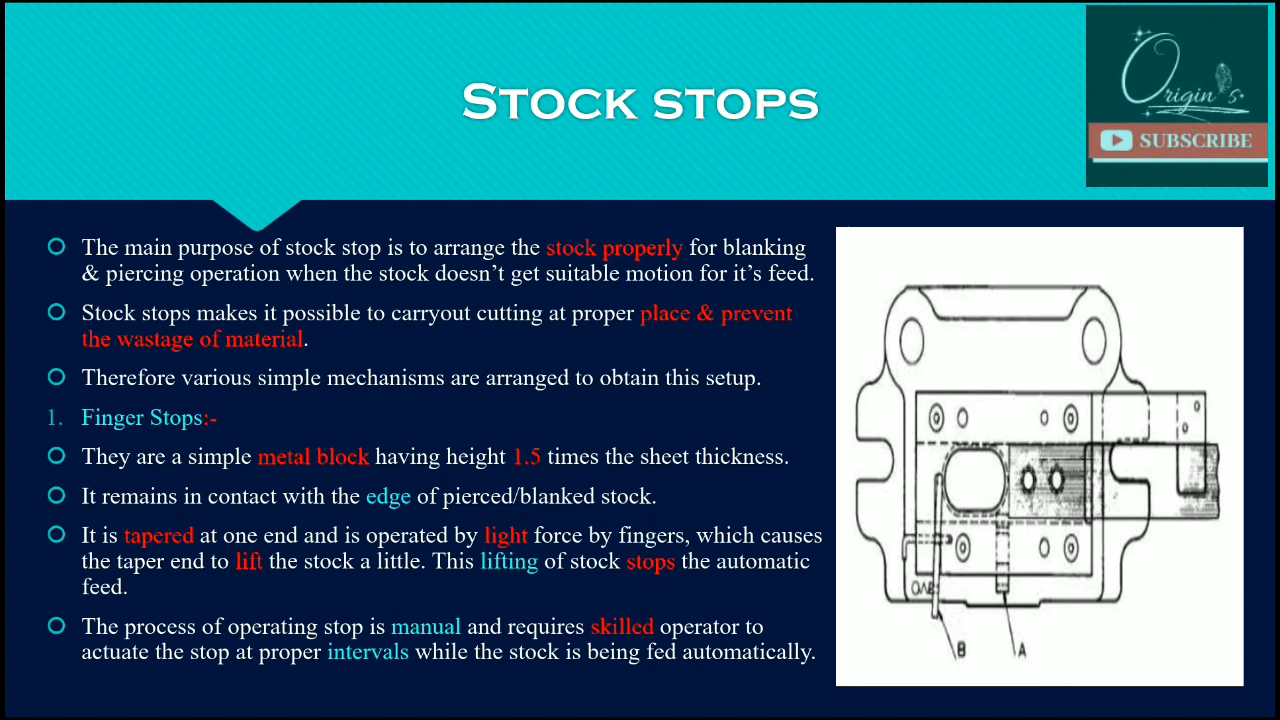 STOCK STOPS
Origin's
SUBSCRIBE
The main purpose of stock stop is to arrange the stock properly for blanking
& piercing operation when the stock doesn't get suitable motion for it's feed.
Stock stops makes it possible to carryout cutting at proper place & prevent
the wastage of material.
Therefore various simple mechanisms are arranged to obtain this setup.
1. Finger Stops:-
They are a simple metal block having height 1.5 times the sheet thickness.
It remains in contact with the edge of pierced/blanked stock.
It is tapered at one end and is operated by light force by fingers, which causes
the taper end to lift the stock a little. This lifting of stock stops the automatic
feed.
The process of operating stop is manual and requires skilled operator to
actuate the stop at proper intervals while the stock is being fed automatically.
B
A